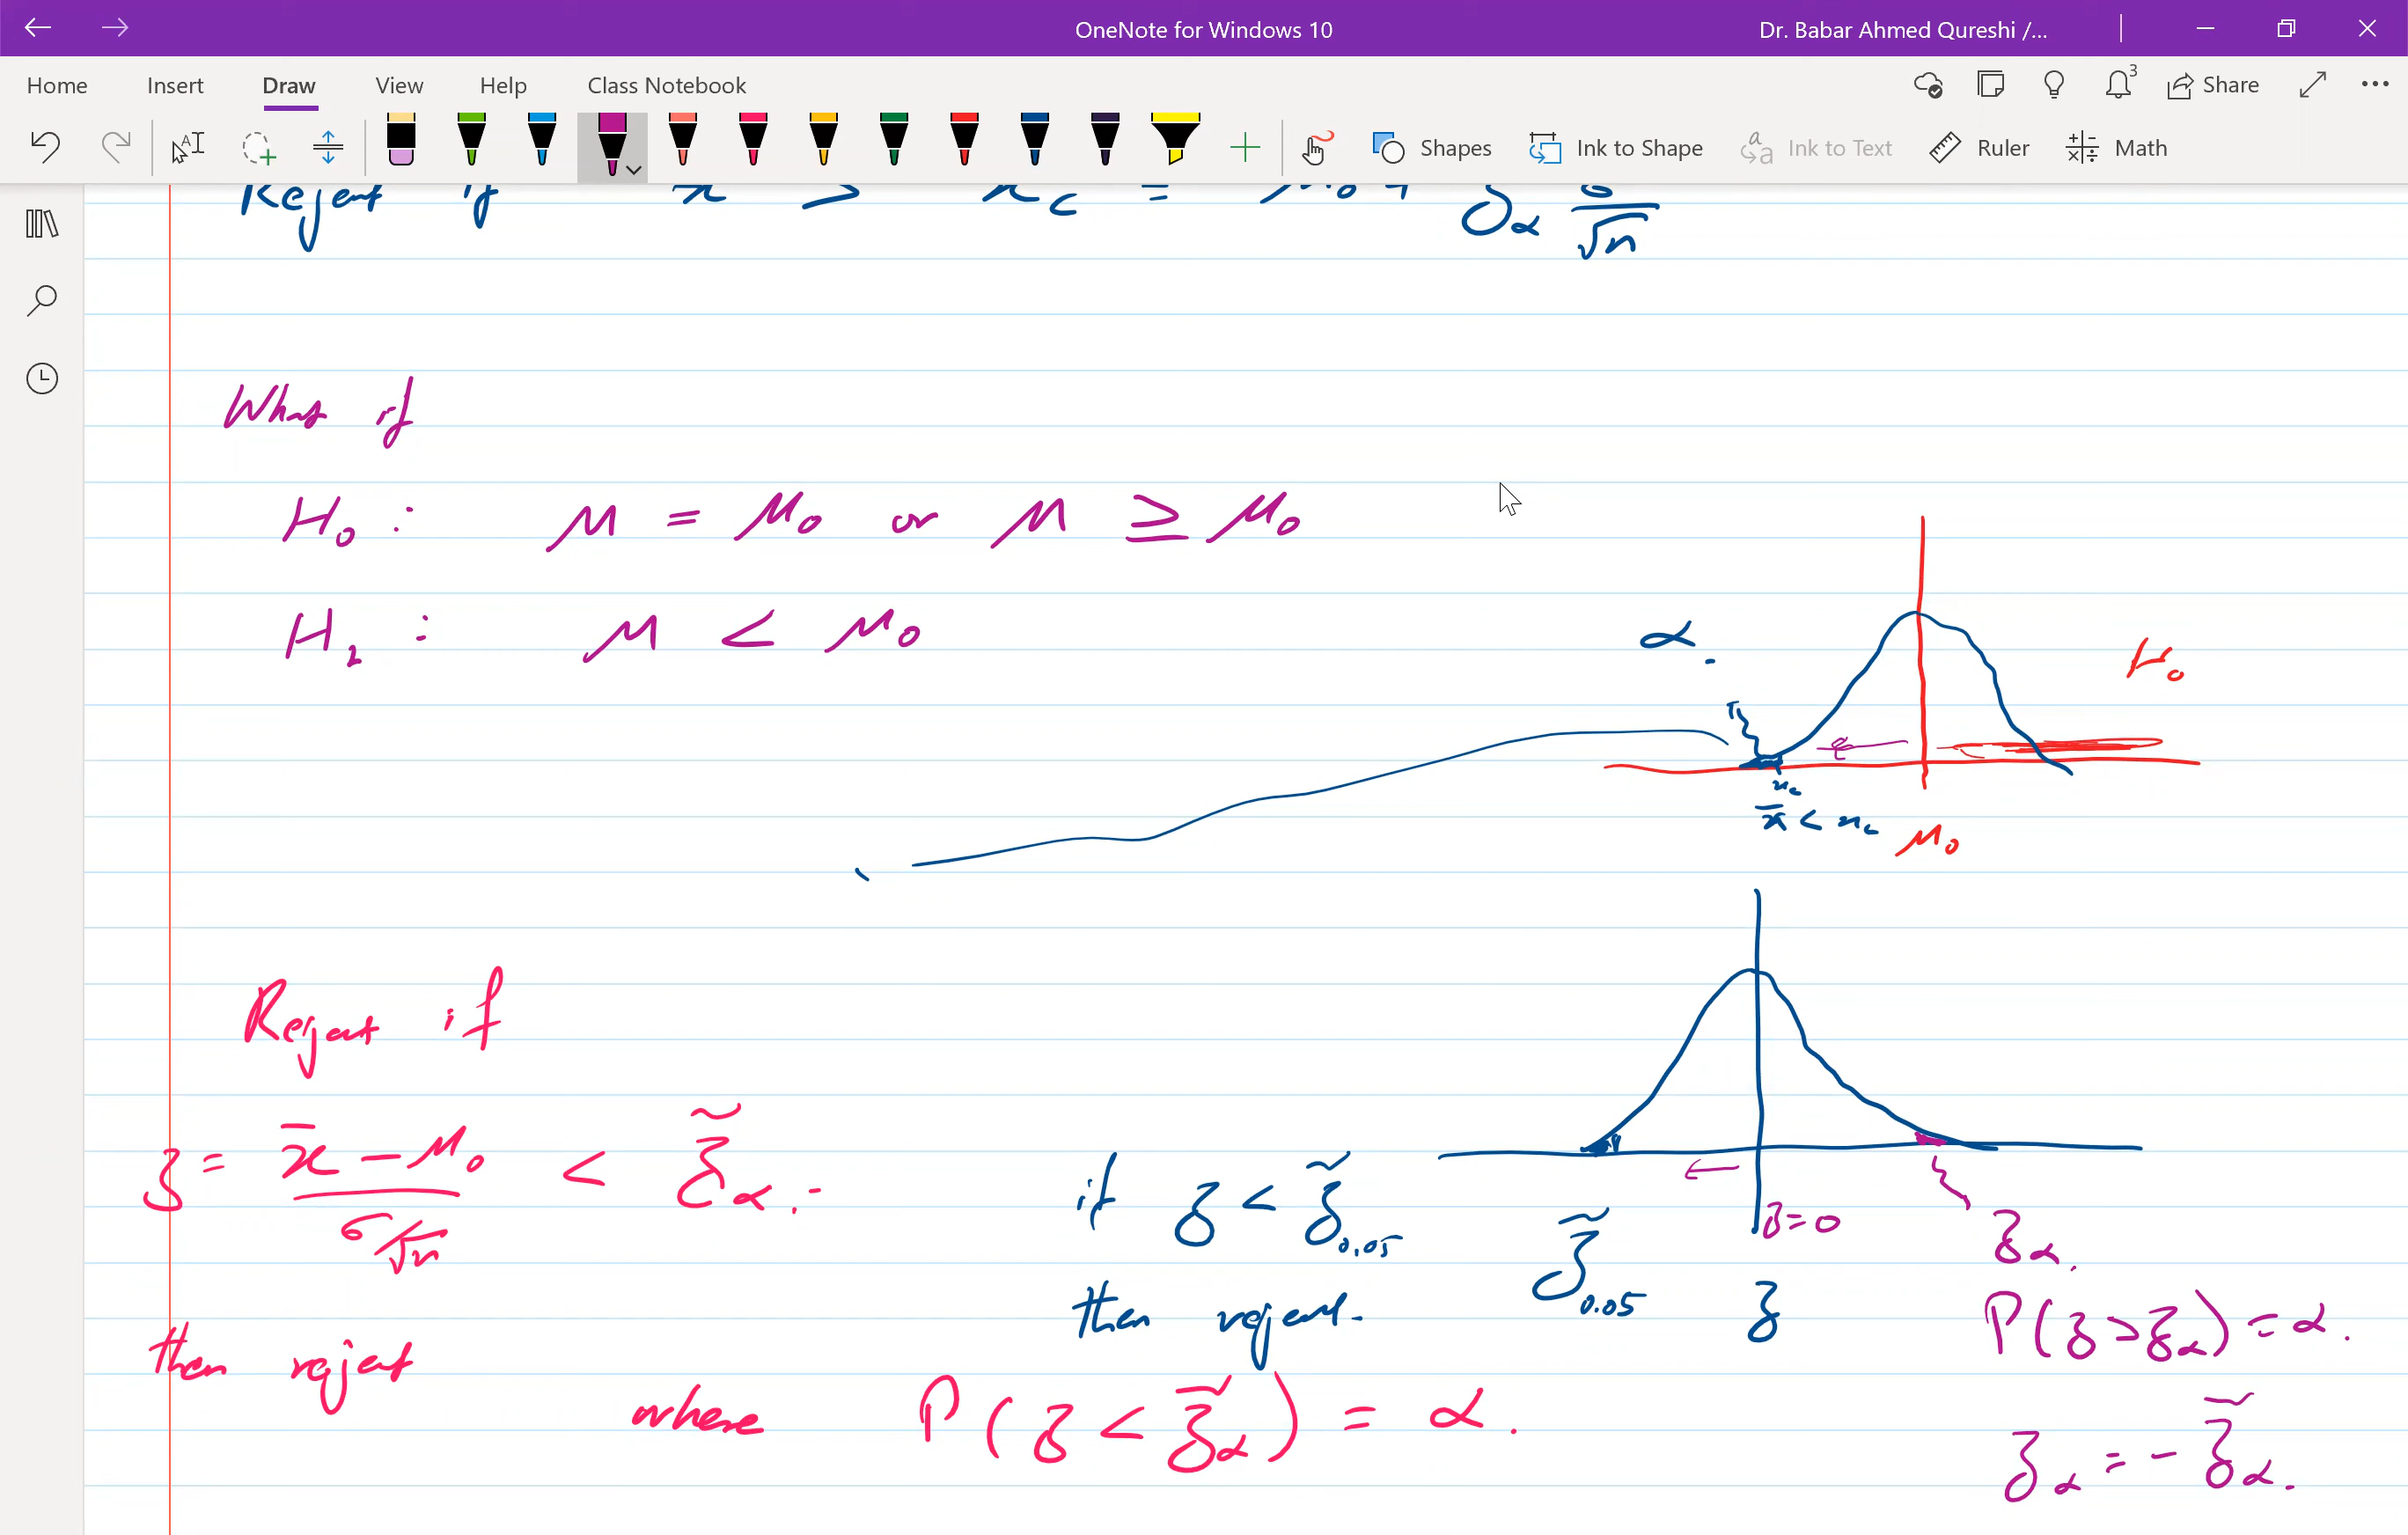 OneNote for Windows 10
Dr. Babar Ahmed Qureshi /...
Home Insert Draw View Help Class Notebook
3 Share
Shapes Ink to Shape Ink to Text Ruler Math
Reject if x̄ > x_c = μ₀ + z_α σ/√n
What if
H₀ : μ = μ₀ or μ ≥ μ₀
H₁ : μ < μ₀
α.
H₀
x_c
x̄ < x_c
μ₀
Reject if
z = (x̄ − μ₀)/(σ/√n) < z̃_α.
if z < z̃_0.05
then reject.
z̃_0.05
z = 0
z
z_α.
P(z > z_α) = α.
z_α = − z̃_α.
then reject
where P(z < z̃_α) = α.